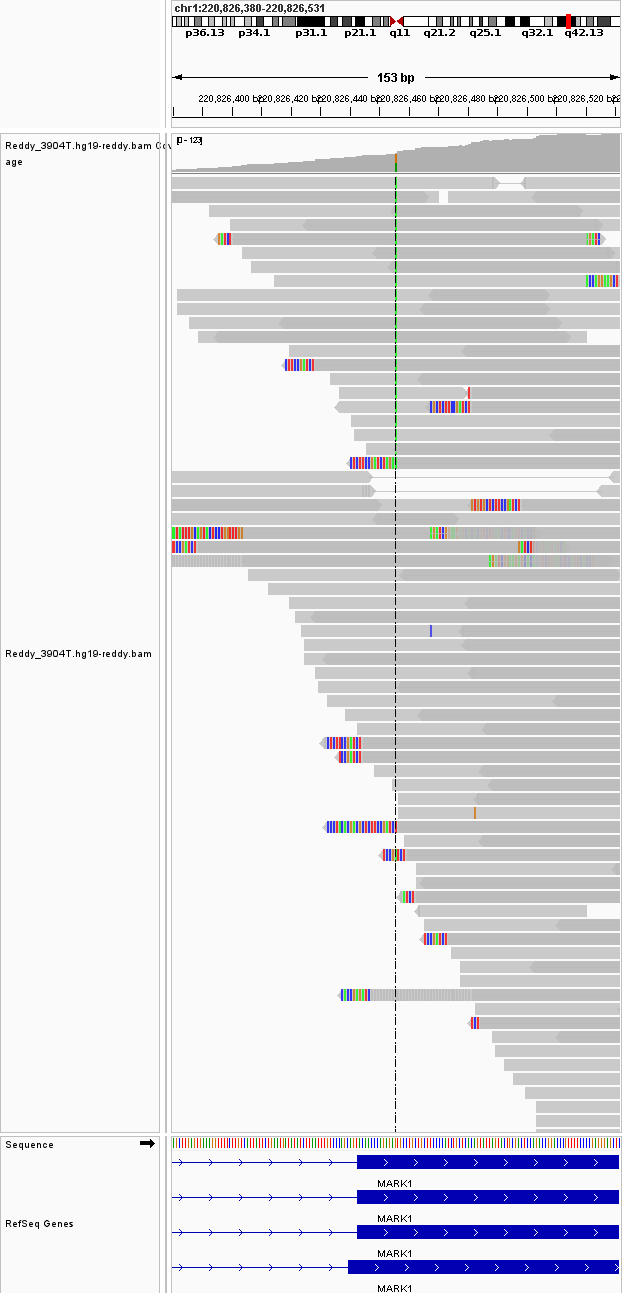 chr1:220,826,380-220,826,531
p36.13 p34.1 p31.1 p21.1 q11 q21.2 q25.1 q32.1 q42.13
153 bp
220,826,400 bp 220,826,420 bp 220,826,440 bp 220,826,460 bp 220,826,480 bp 220,826,500 bp 220,826,520 bp
Reddy_3904T.hg19-reddy.bam Cov
age
[0 - 123]
Reddy_3904T.hg19-reddy.bam
Sequence
MARK1
MARK1
RefSeq Genes
MARK1
MARK1